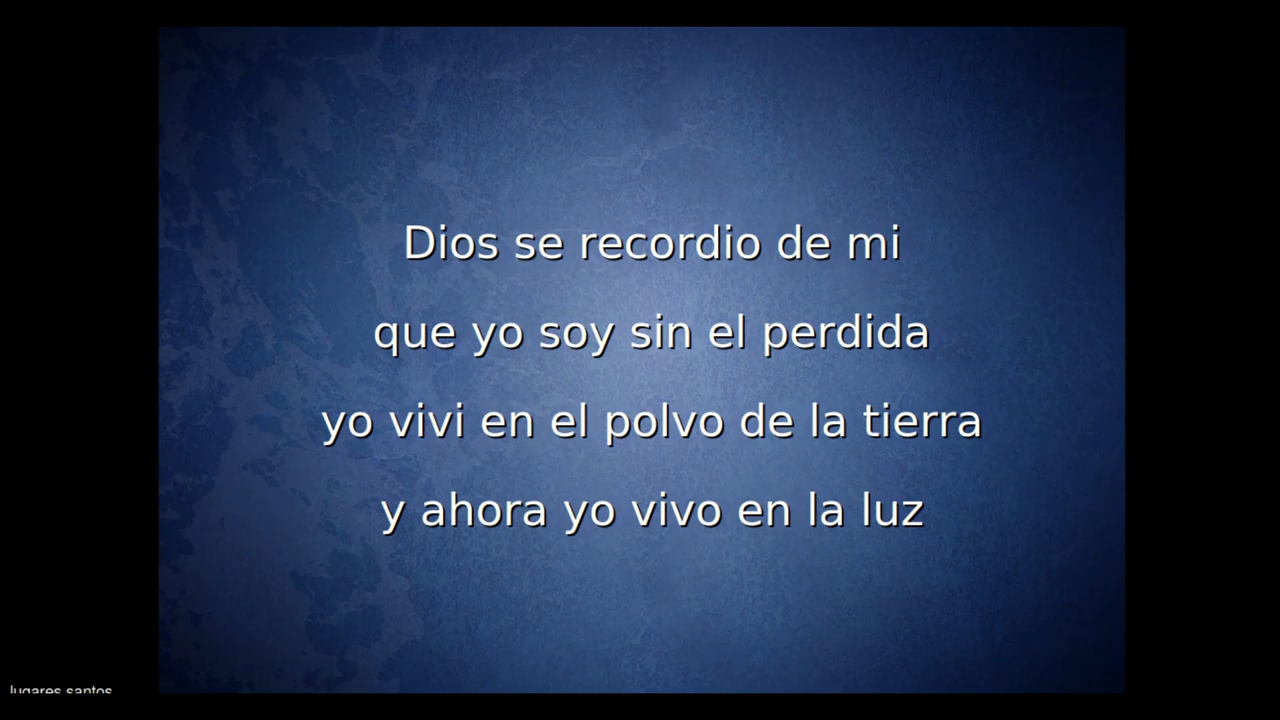 Dios se recordio de mi
que yo soy sin el perdida
yo vivi en el polvo de la tierra
y ahora yo vivo en la luz
lugares santos